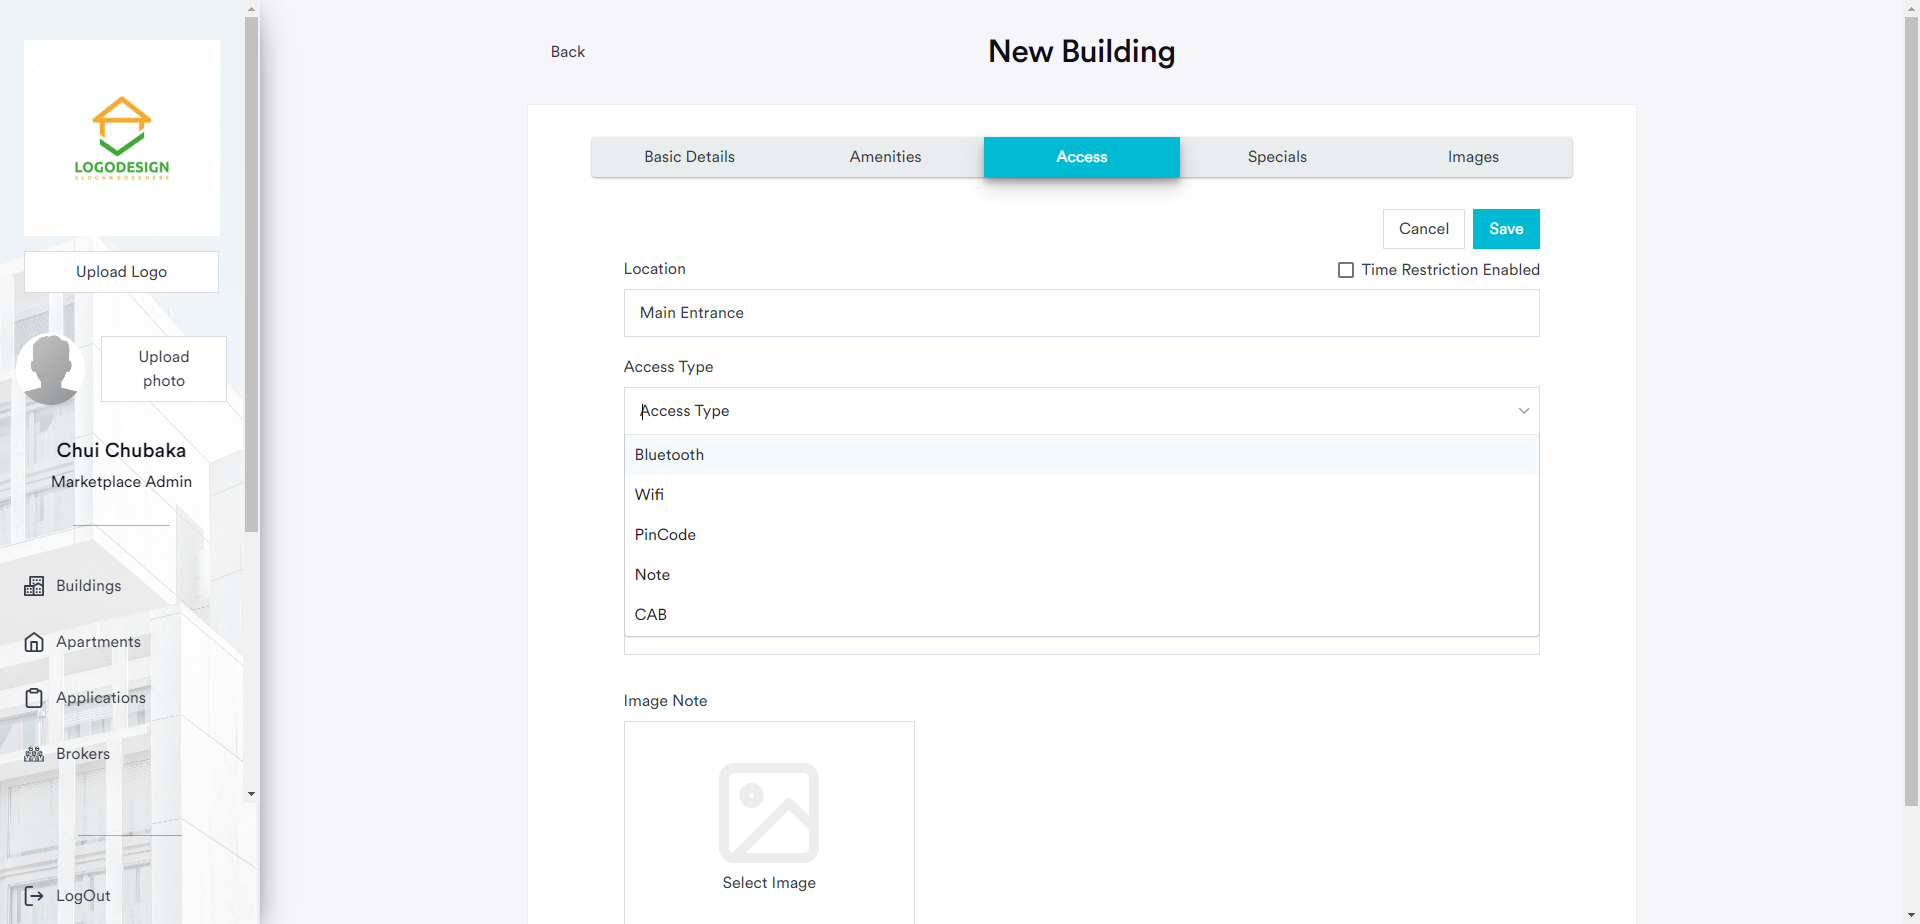 LOGODESIGN
SLOGANGOESHERE
Upload Logo
Upload
photo
Chui Chubaka
Marketplace Admin
Buildings
Apartments
Applications
Brokers
LogOut
Back
New Building
Basic Details
Amenities
Access
Specials
Images
Cancel
Save
Location
Time Restriction Enabled
Main Entrance
Access Type
Access Type
Bluetooth
Wifi
PinCode
Note
CAB
Image Note
Select Image